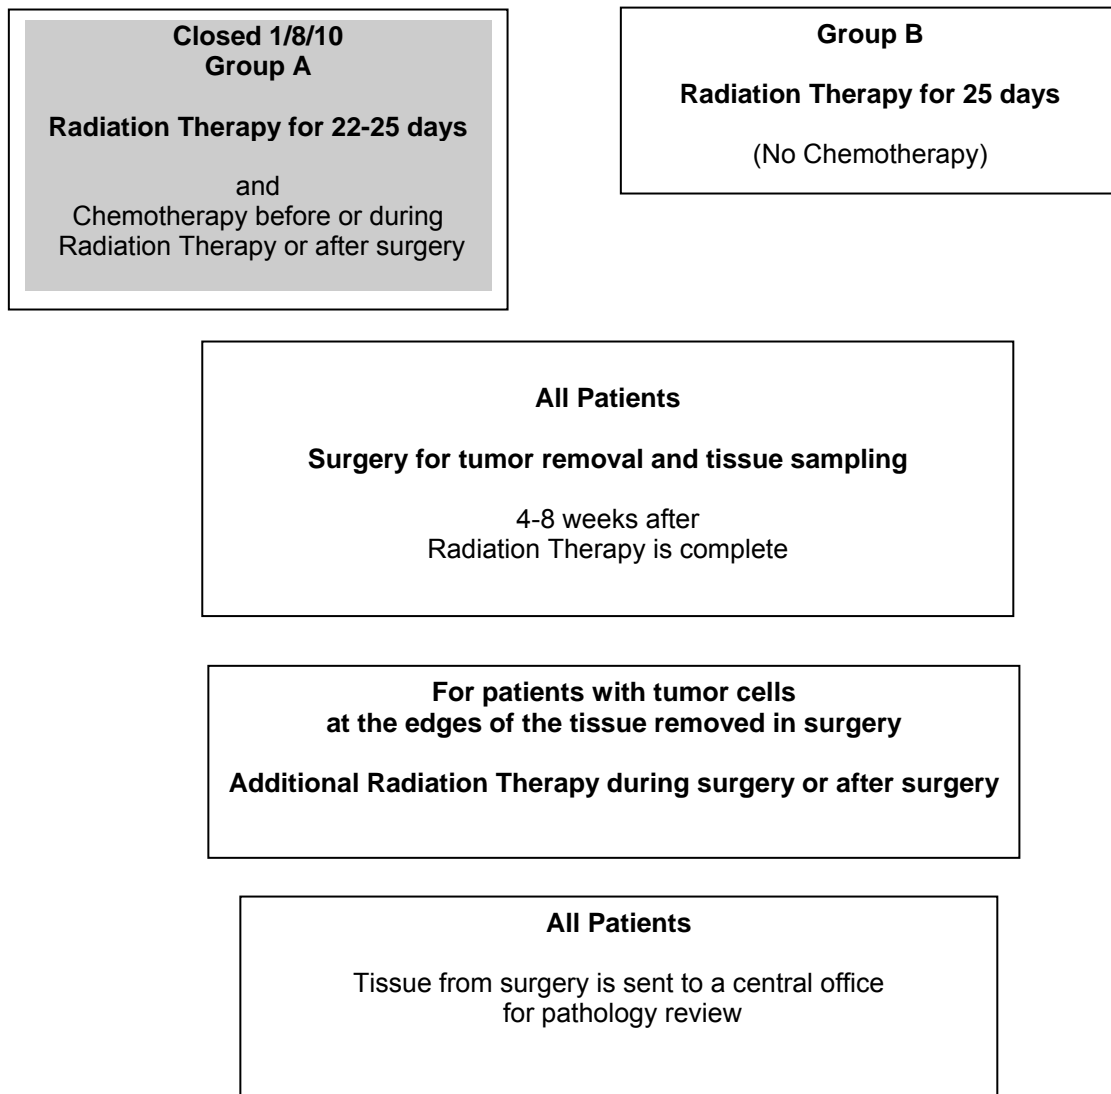 Closed 1/8/10
Group A
Radiation Therapy for 22-25 days
and
Chemotherapy before or during
Radiation Therapy or after surgery
Group B
Radiation Therapy for 25 days
(No Chemotherapy)
All Patients
Surgery for tumor removal and tissue sampling
4-8 weeks after
Radiation Therapy is complete
For patients with tumor cells
at the edges of the tissue removed in surgery
Additional Radiation Therapy during surgery or after surgery
All Patients
Tissue from surgery is sent to a central office
for pathology review